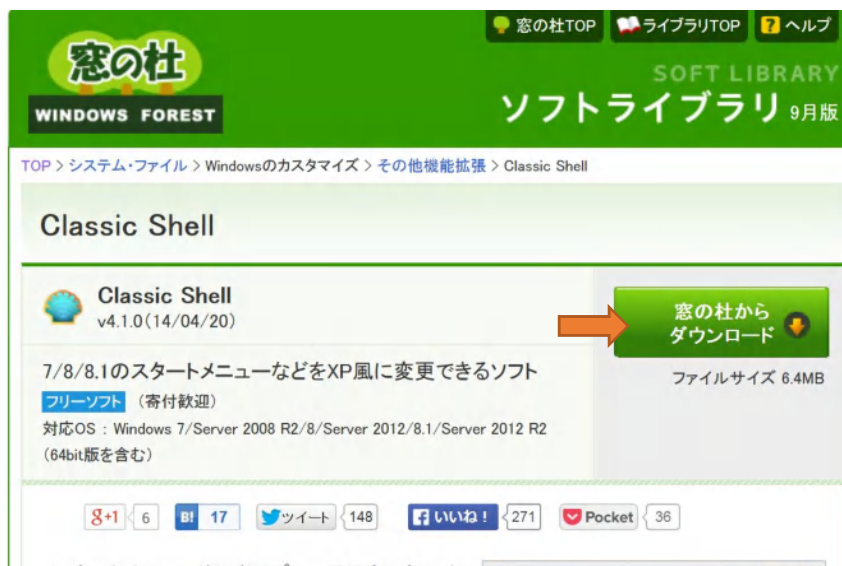 窓の杜TOP ライブラリTOP ? ヘルプ
窓の杜
WINDOWS FOREST
SOFT LIBRARY
ソフトライブラリ 9月版
TOP > システム・ファイル > Windowsのカスタマイズ > その他機能拡張 > Classic Shell
Classic Shell
Classic Shell
v4.1.0(14/04/20)
窓の杜から
ダウンロード
ファイルサイズ 6.4MB
7/8/8.1のスタートメニューなどをXP風に変更できるソフト
フリーソフト (寄付歓迎)
対応OS : Windows 7/Server 2008 R2/8/Server 2012/8.1/Server 2012 R2
(64bit版を含む)
g+1 6 B! 17 ツイート 148 いいね! 271 Pocket 36